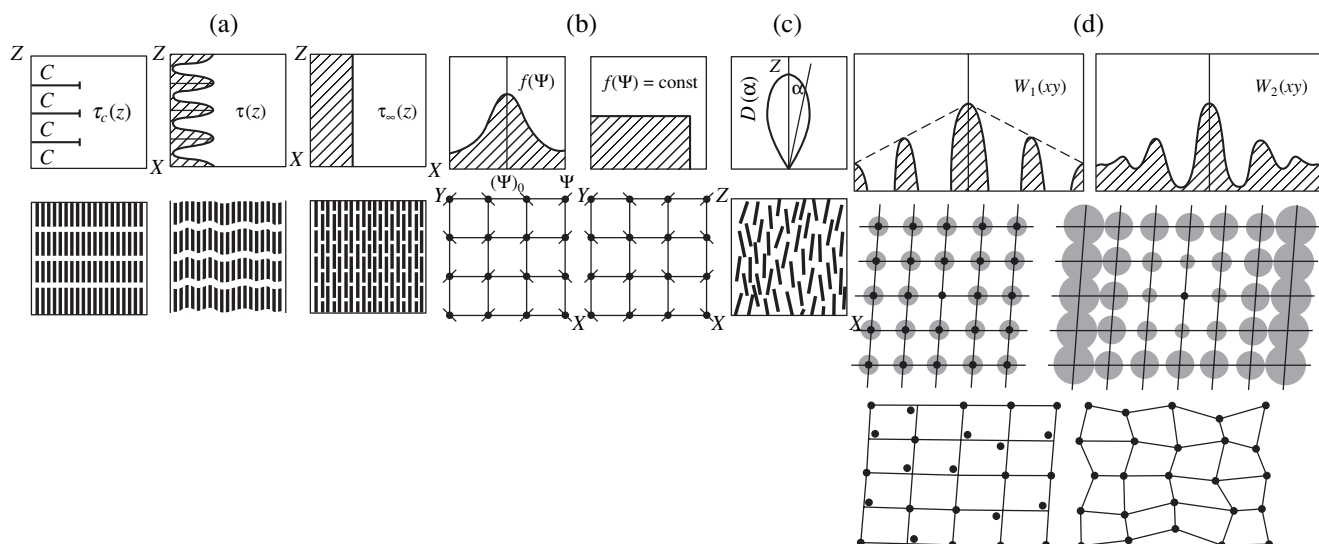 (a) (b) (c) (d)
Z
C
C
C
C
τc(z)
X
τ(z)
X
τ∞(z)
X
f(Ψ)
(Ψ)0 Ψ
f(Ψ) = const
D(α)
Z
α
W1(xy)
W2(xy)
Y
X
Y
X
Z
X